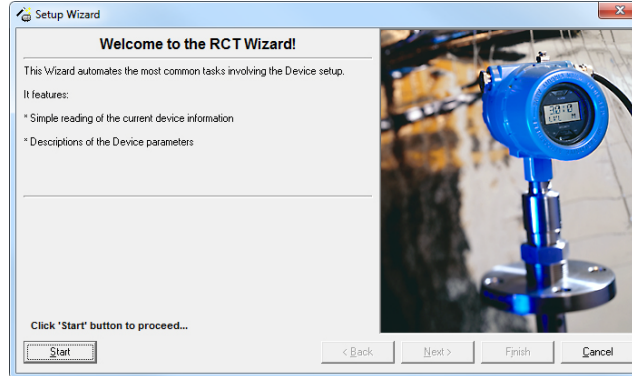 Setup Wizard
Welcome to the RCT Wizard!
This Wizard automates the most common tasks involving the Device setup.
It features:
* Simple reading of the current device information
* Descriptions of the Device parameters
Click 'Start' button to proceed...
Start
< Back
Next >
Finish
Cancel